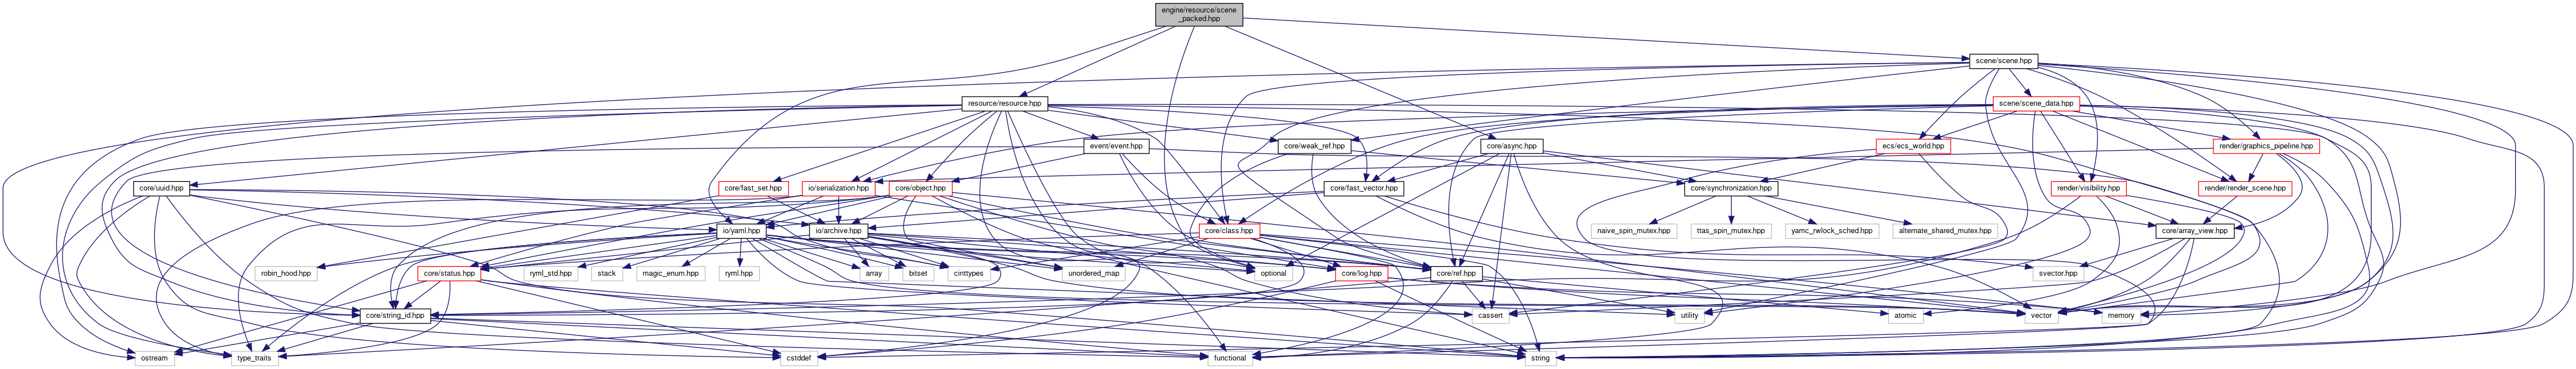 engine/resource/scene
_packed.hpp
scene/scene.hpp
resource/resource.hpp
scene/scene_data.hpp
event/event.hpp
core/weak_ref.hpp
core/async.hpp
ecs/ecs_world.hpp
render/graphics_pipeline.hpp
core/uuid.hpp
core/fast_set.hpp
io/serialization.hpp
core/object.hpp
core/fast_vector.hpp
core/synchronization.hpp
render/visibility.hpp
render/render_scene.hpp
io/yaml.hpp
io/archive.hpp
core/class.hpp
naive_spin_mutex.hpp
ttas_spin_mutex.hpp
yamc_rwlock_sched.hpp
alternate_shared_mutex.hpp
core/array_view.hpp
robin_hood.hpp
core/status.hpp
ryml_std.hpp
stack
magic_enum.hpp
ryml.hpp
array
bitset
cinttypes
unordered_map
optional
core/log.hpp
core/ref.hpp
svector.hpp
core/string_id.hpp
cassert
utility
atomic
vector
memory
ostream
type_traits
cstddef
functional
string